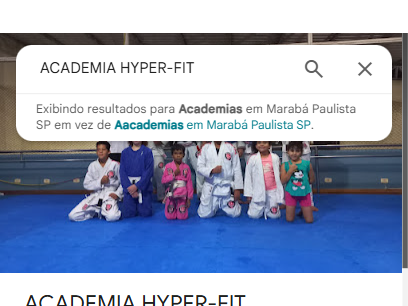 ACADEMIA HYPER-FIT
Exibindo resultados para Academias em Marabá Paulista
SP em vez de Aacademias em Marabá Paulista SP.
ACADEMIA HYPER-FIT